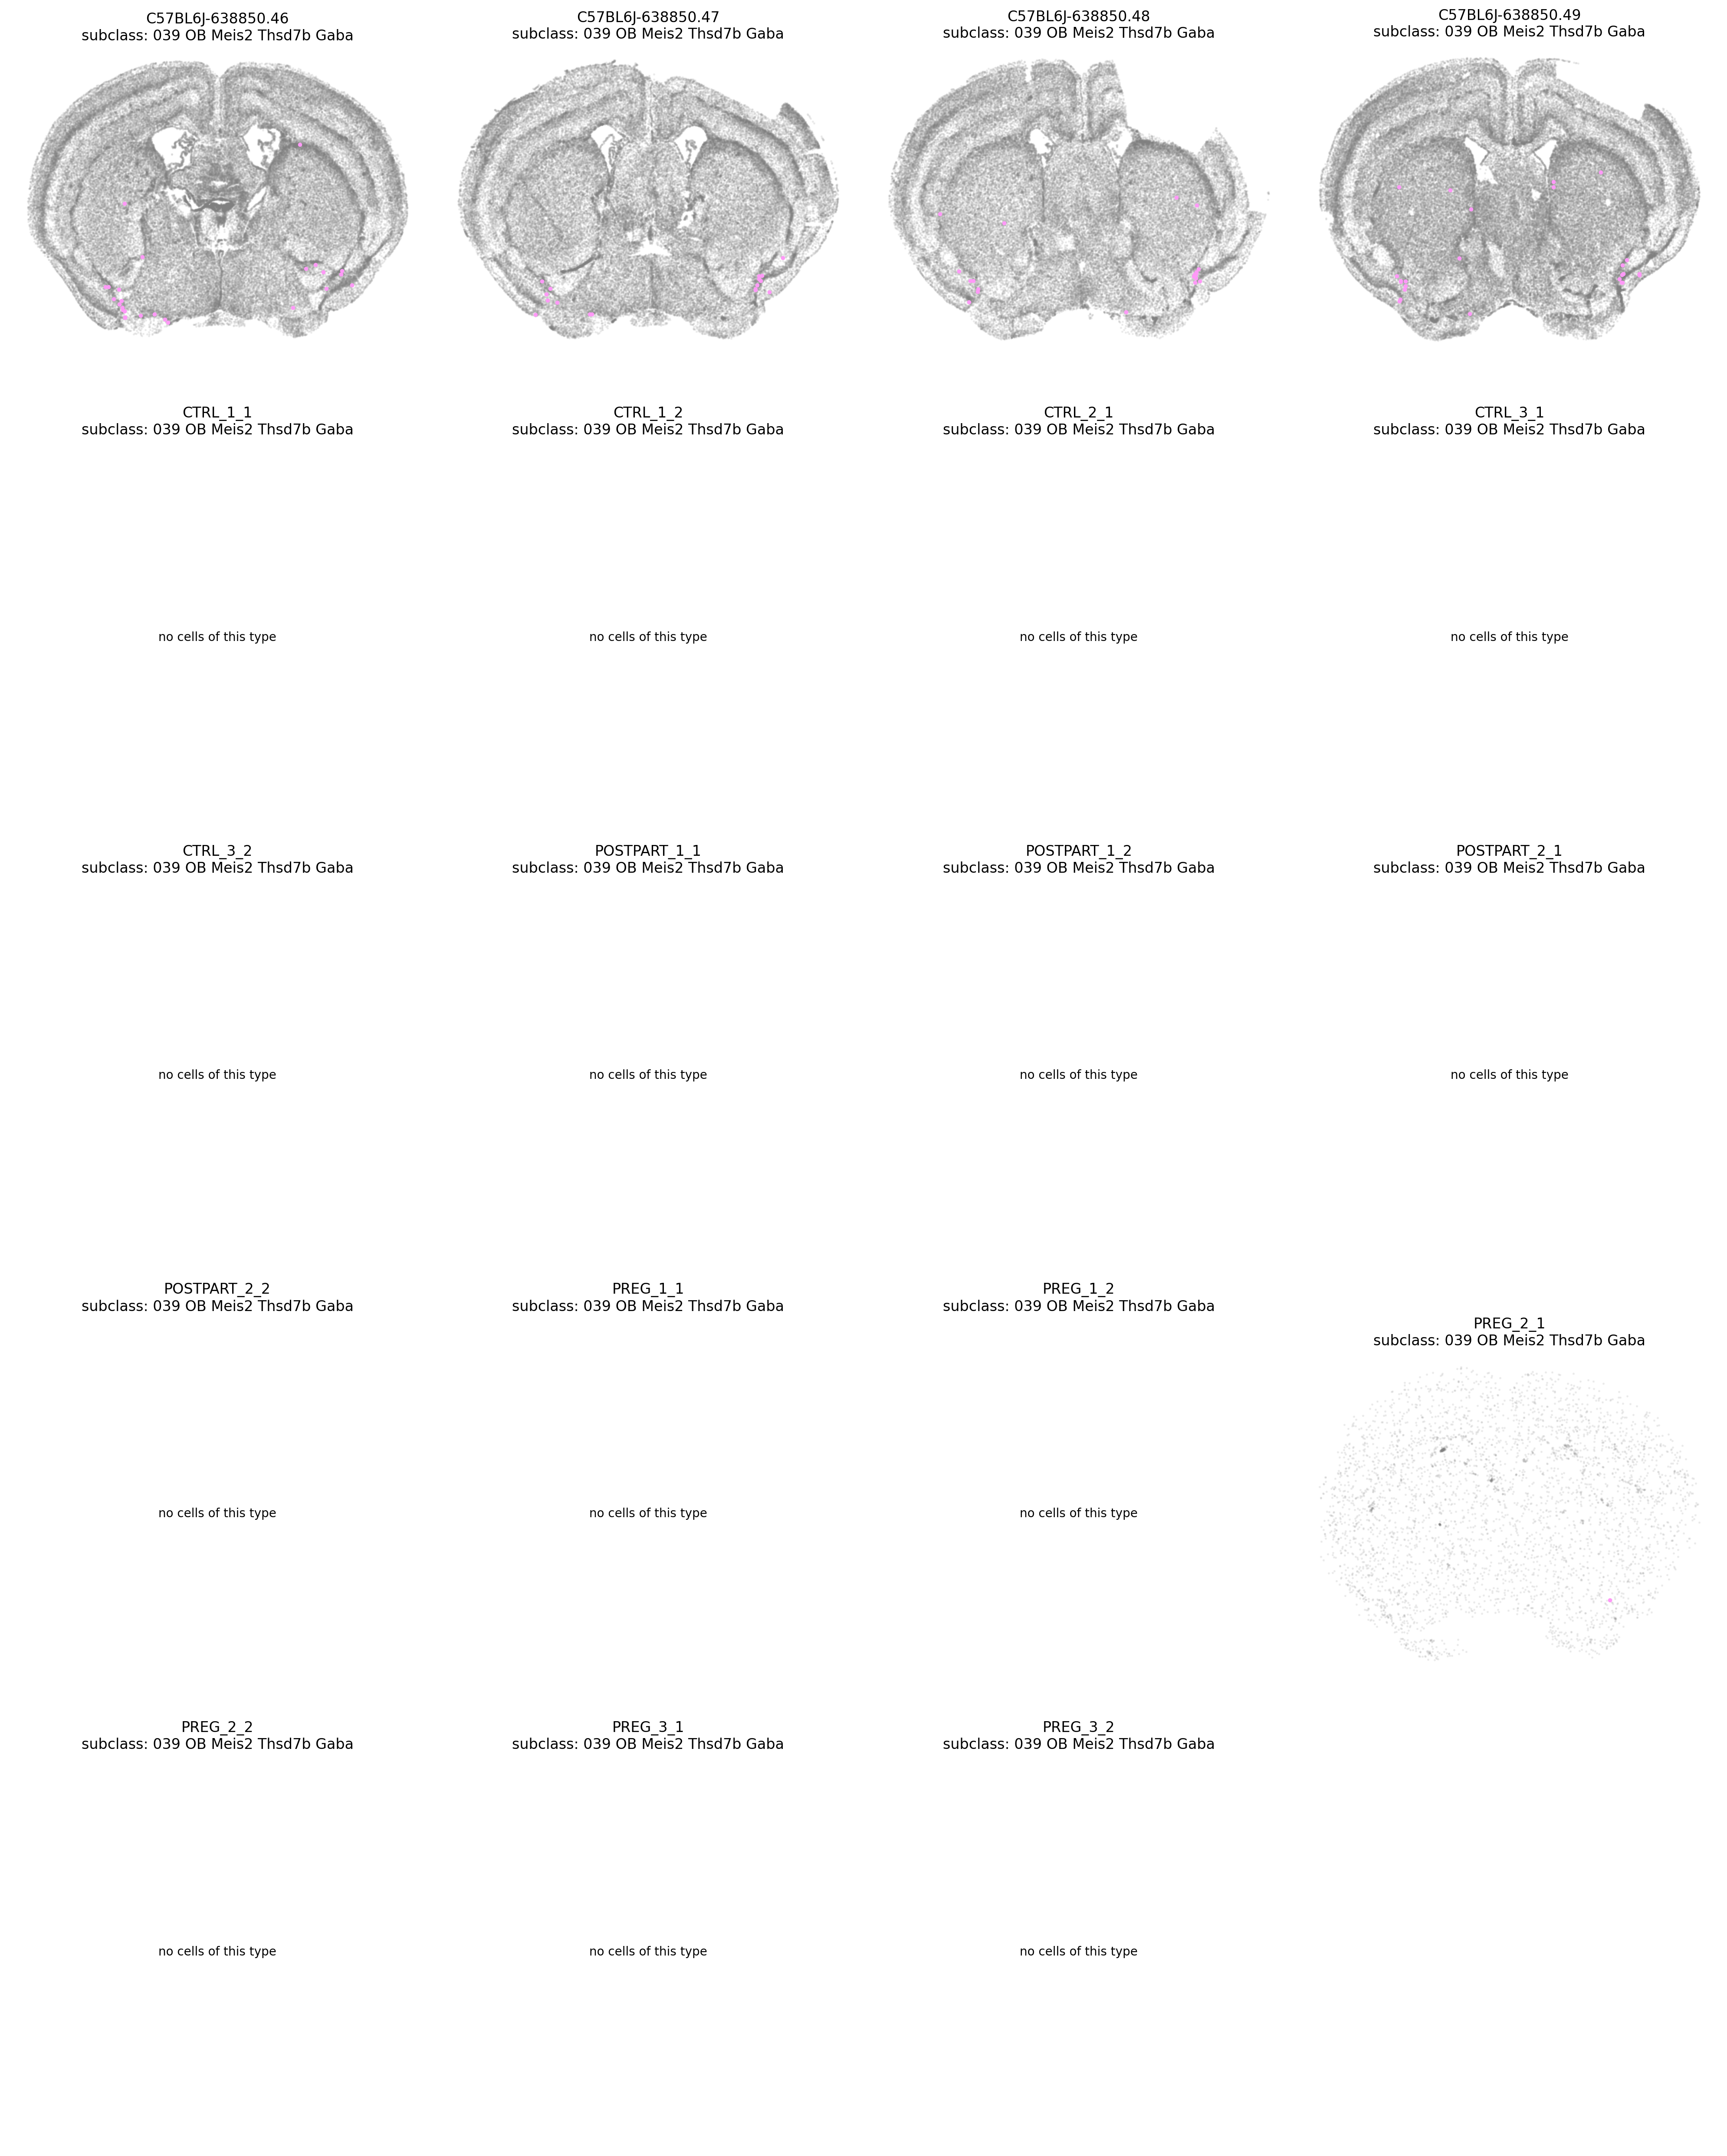 C57BL6J-638850.46
subclass: 039 OB Meis2 Thsd7b Gaba
C57BL6J-638850.47
subclass: 039 OB Meis2 Thsd7b Gaba
C57BL6J-638850.48
subclass: 039 OB Meis2 Thsd7b Gaba
C57BL6J-638850.49
subclass: 039 OB Meis2 Thsd7b Gaba
CTRL_1_1
subclass: 039 OB Meis2 Thsd7b Gaba
no cells of this type
CTRL_1_2
subclass: 039 OB Meis2 Thsd7b Gaba
no cells of this type
CTRL_2_1
subclass: 039 OB Meis2 Thsd7b Gaba
no cells of this type
CTRL_3_1
subclass: 039 OB Meis2 Thsd7b Gaba
no cells of this type
CTRL_3_2
subclass: 039 OB Meis2 Thsd7b Gaba
no cells of this type
POSTPART_1_1
subclass: 039 OB Meis2 Thsd7b Gaba
no cells of this type
POSTPART_1_2
subclass: 039 OB Meis2 Thsd7b Gaba
no cells of this type
POSTPART_2_1
subclass: 039 OB Meis2 Thsd7b Gaba
no cells of this type
POSTPART_2_2
subclass: 039 OB Meis2 Thsd7b Gaba
no cells of this type
PREG_1_1
subclass: 039 OB Meis2 Thsd7b Gaba
no cells of this type
PREG_1_2
subclass: 039 OB Meis2 Thsd7b Gaba
no cells of this type
PREG_2_1
subclass: 039 OB Meis2 Thsd7b Gaba
PREG_2_2
subclass: 039 OB Meis2 Thsd7b Gaba
no cells of this type
PREG_3_1
subclass: 039 OB Meis2 Thsd7b Gaba
no cells of this type
PREG_3_2
subclass: 039 OB Meis2 Thsd7b Gaba
no cells of this type